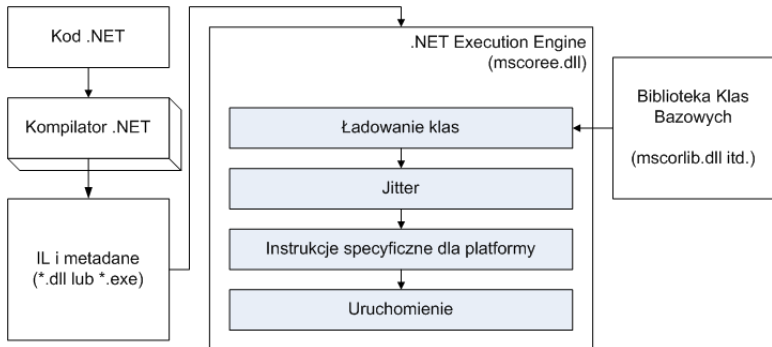 Kod .NET
Kompilator .NET
IL i metadane
(*.dll lub *.exe)
.NET Execution Engine
(mscoree.dll)
Ładowanie klas
Jitter
Instrukcje specyficzne dla platformy
Uruchomienie
Biblioteka Klas
Bazowych
(mscorlib.dll itd.)